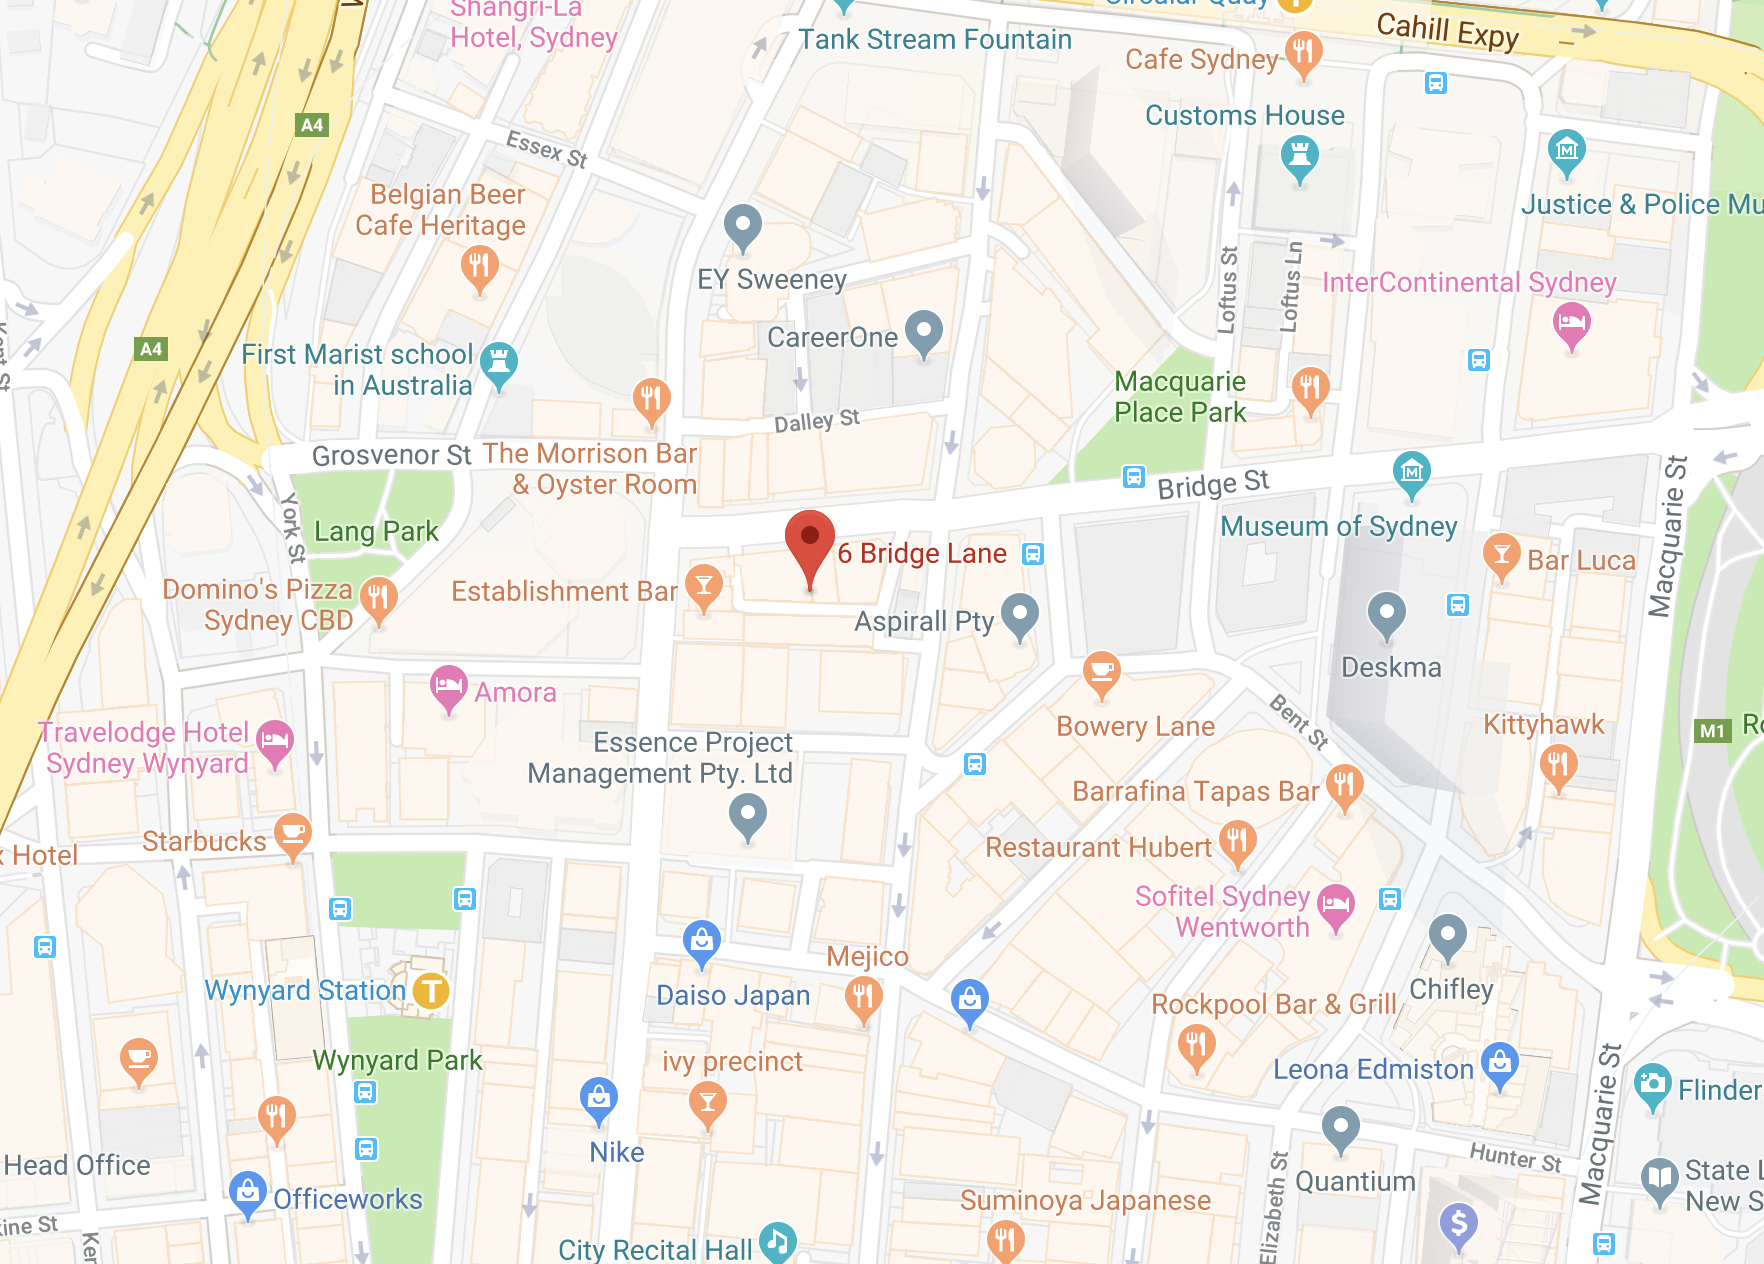 Shangri-La
Hotel, Sydney
Circular Quay
T
Tank Stream Fountain
Cahill Expy
Cafe Sydney
Customs House
A4
Essex St
Belgian Beer
Cafe Heritage
Justice & Police Mu
EY Sweeney
Loftus St
Loftus Ln
InterContinental Sydney
CareerOne
A4
Kent St
First Marist school
in Australia
Macquarie
Place Park
Dalley St
Grosvenor St
The Morrison Bar
& Oyster Room
Bridge St
Macquarie St
York St
Lang Park
Museum of Sydney
6 Bridge Lane
Bar Luca
Domino's Pizza
Sydney CBD
Establishment Bar
Aspirall Pty
Deskma
Amora
Bent St
Bowery Lane
Kittyhawk
M1
Travelodge Hotel
Sydney Wynyard
Essence Project
Management Pty. Ltd
Barrafina Tapas Bar
Starbucks
Restaurant Hubert
x Hotel
Sofitel Sydney
Wentworth
Mejico
Wynyard Station
T
Daiso Japan
Chifley
Rockpool Bar & Grill
Wynyard Park
ivy precinct
Leona Edmiston
Macquarie St
Flinder
Nike
Head Office
Hunter St
Quantium
State L
New S
Officeworks
Suminoya Japanese
Elizabeth St
$
kine St
Ker
City Recital Hall